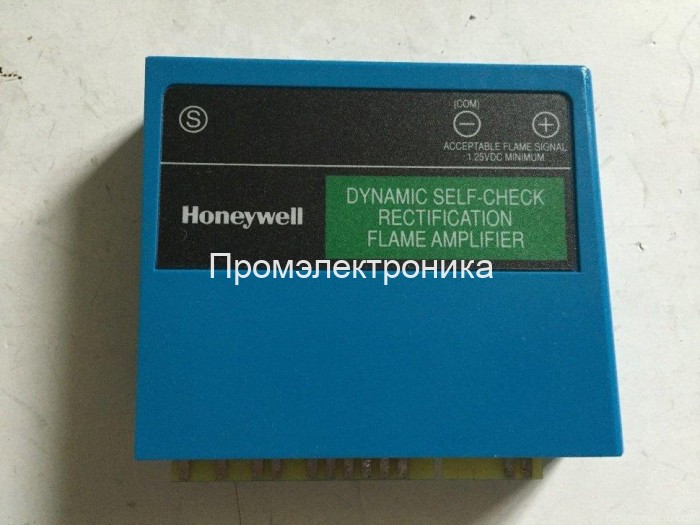 (COM)
Ⓢ
− +
ACCEPTABLE FLAME SIGNAL
1.25VDC MINIMUM
Honeywell
DYNAMIC SELF-CHECK
RECTIFICATION
FLAME AMPLIFIER
Промэлектроника